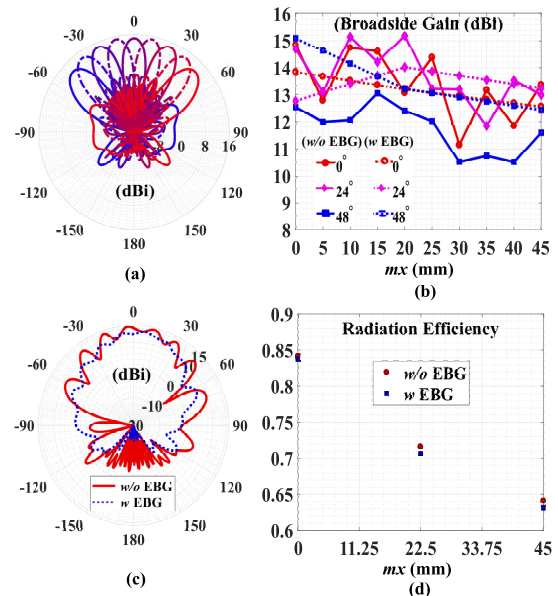 (a)
0
-30 30
-60 60
-90 90
0 8 16
(dBi)
-120 120
-150 150
180
(a)
16
15
14
13
12
11
10
9
8
(Broadside Gain (dBi)
(w/o EBG) (w EBG)
0° 0°
24° 24°
48° 48°
0 5 10 15 20 25 30 35 40 45
mx (mm)
(b)
0
-30 30
-60 60
15
0
-10
(dBi)
-90 90
-120 120
w/o EBG
w EBG
-150 150
180
(c)
0.9
0.85
0.8
0.75
0.7
0.65
0.6
Radiation Efficiency
w/o EBG
w EBG
0 11.25 22.5 33.75 45
mx (mm)
(d)